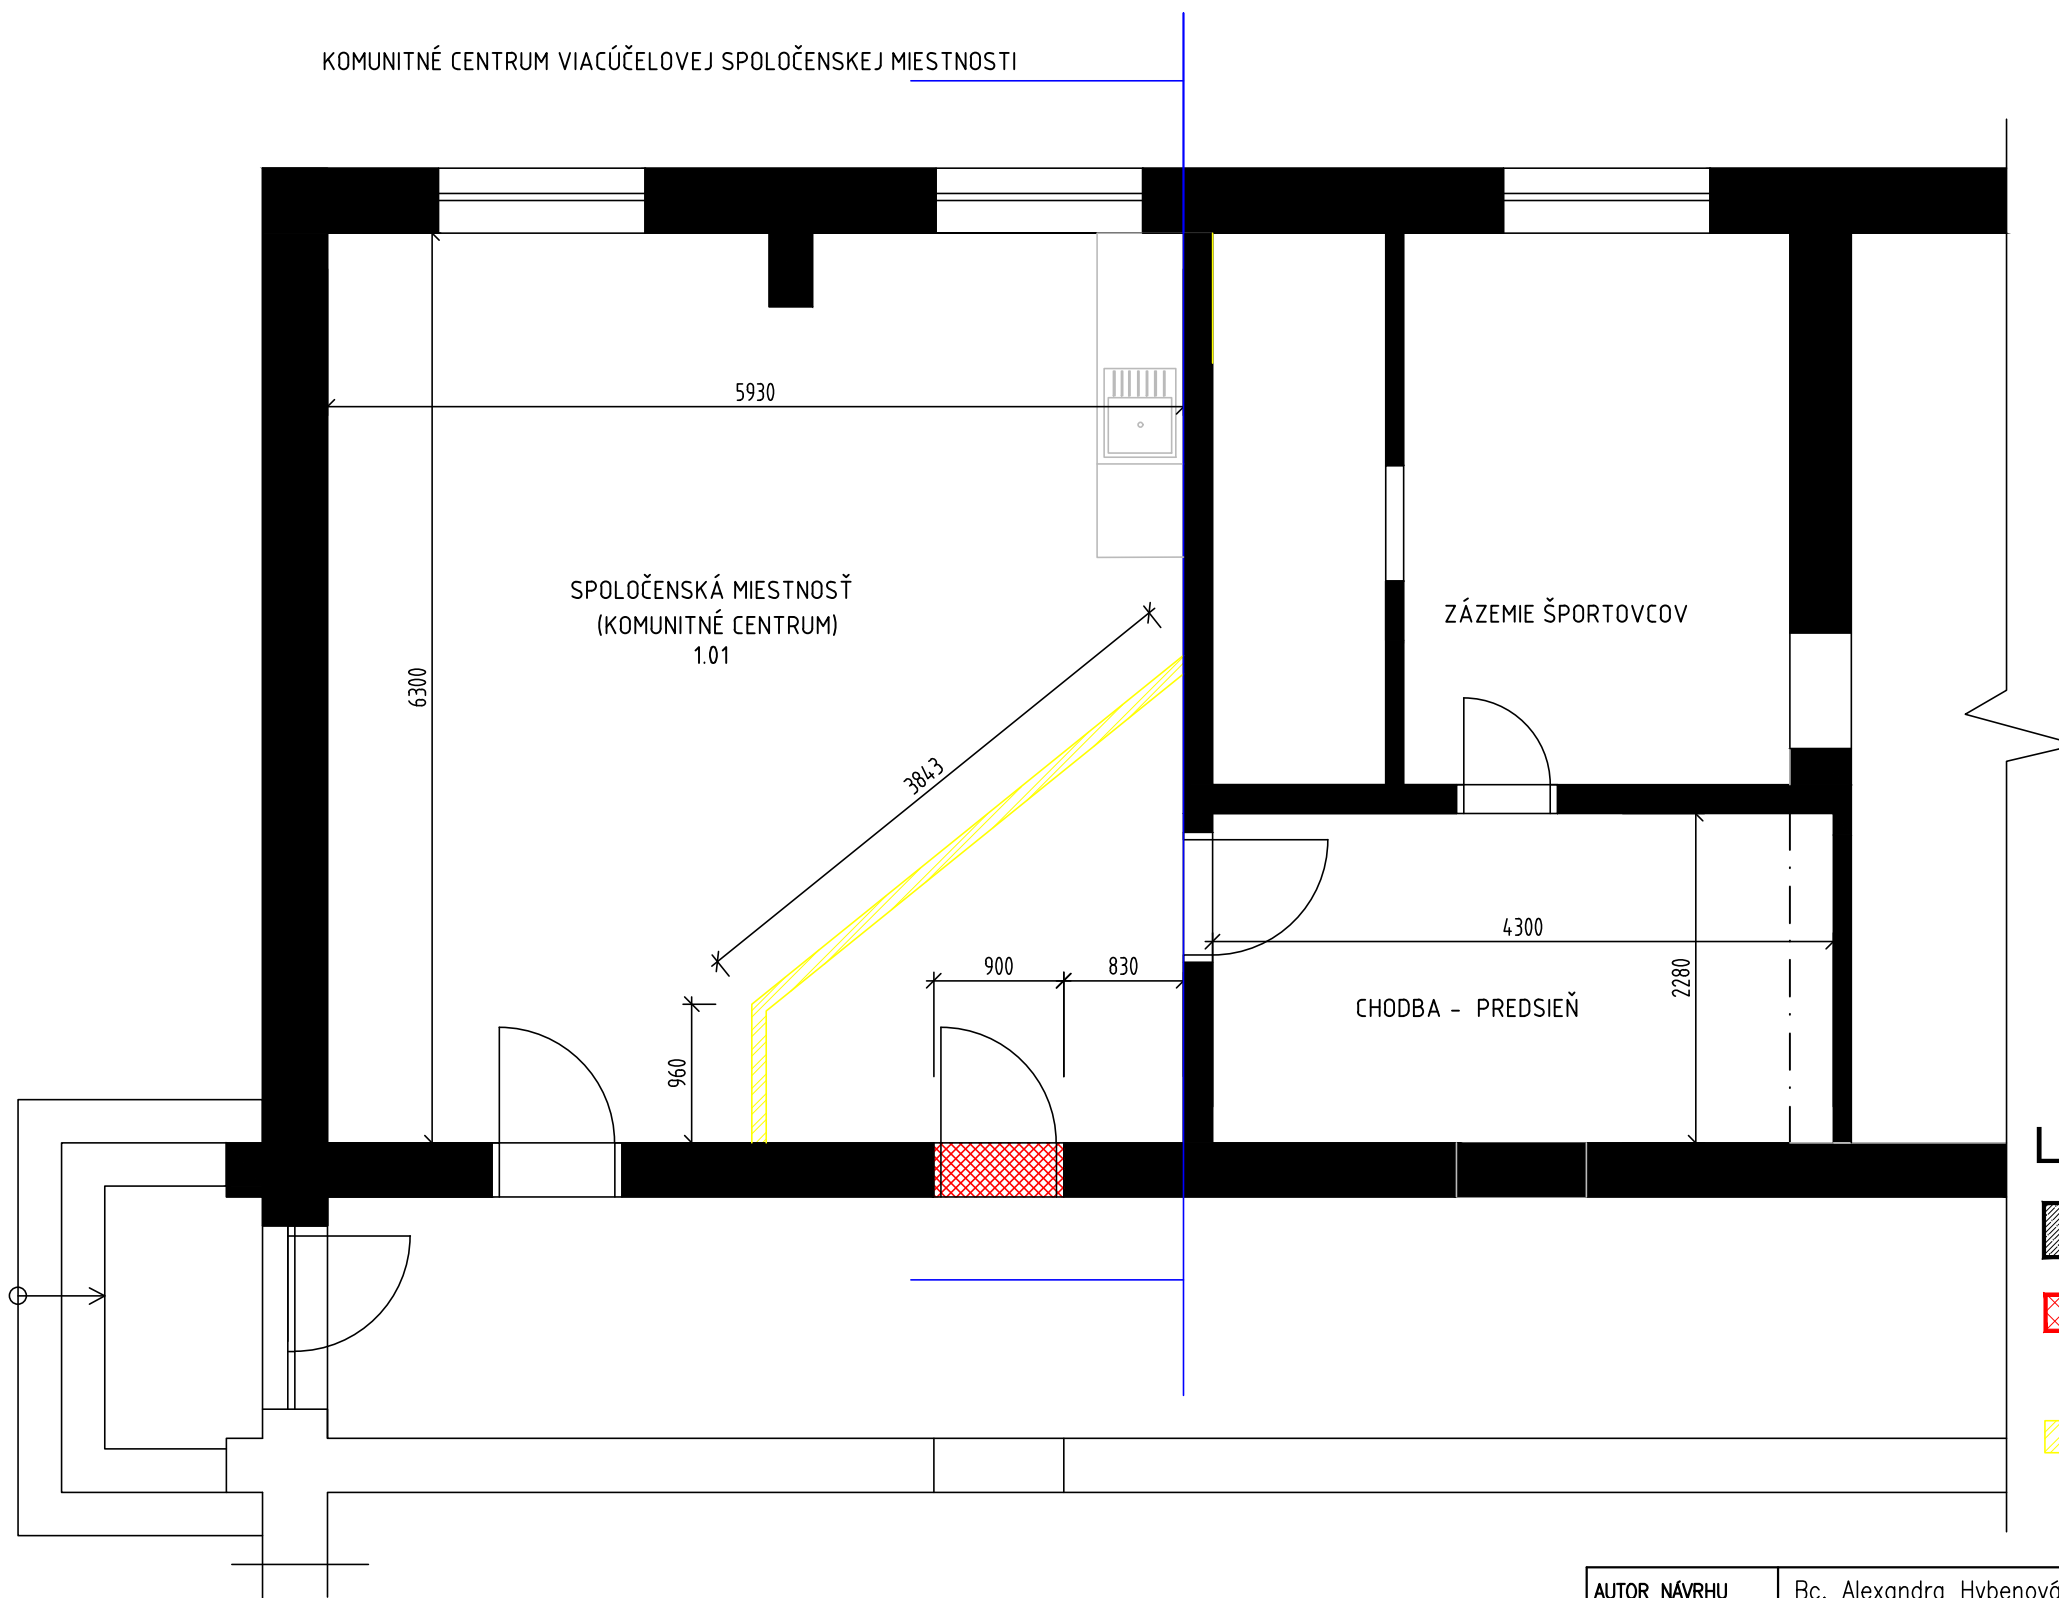 KOMUNITNÉ CENTRUM VIACÚČELOVEJ SPOLOČENSKEJ MIESTNOSTI
5930
SPOLOČENSKÁ MIESTNOSŤ
(KOMUNITNÉ CENTRUM)
1.01
ZÁZEMIE ŠPORTOVCOV
6300
3843
900
830
4300
2280
960
CHODBA - PREDSIEŇ
AUTOR NÁVRHU
Bc. Alexandra Hybenová